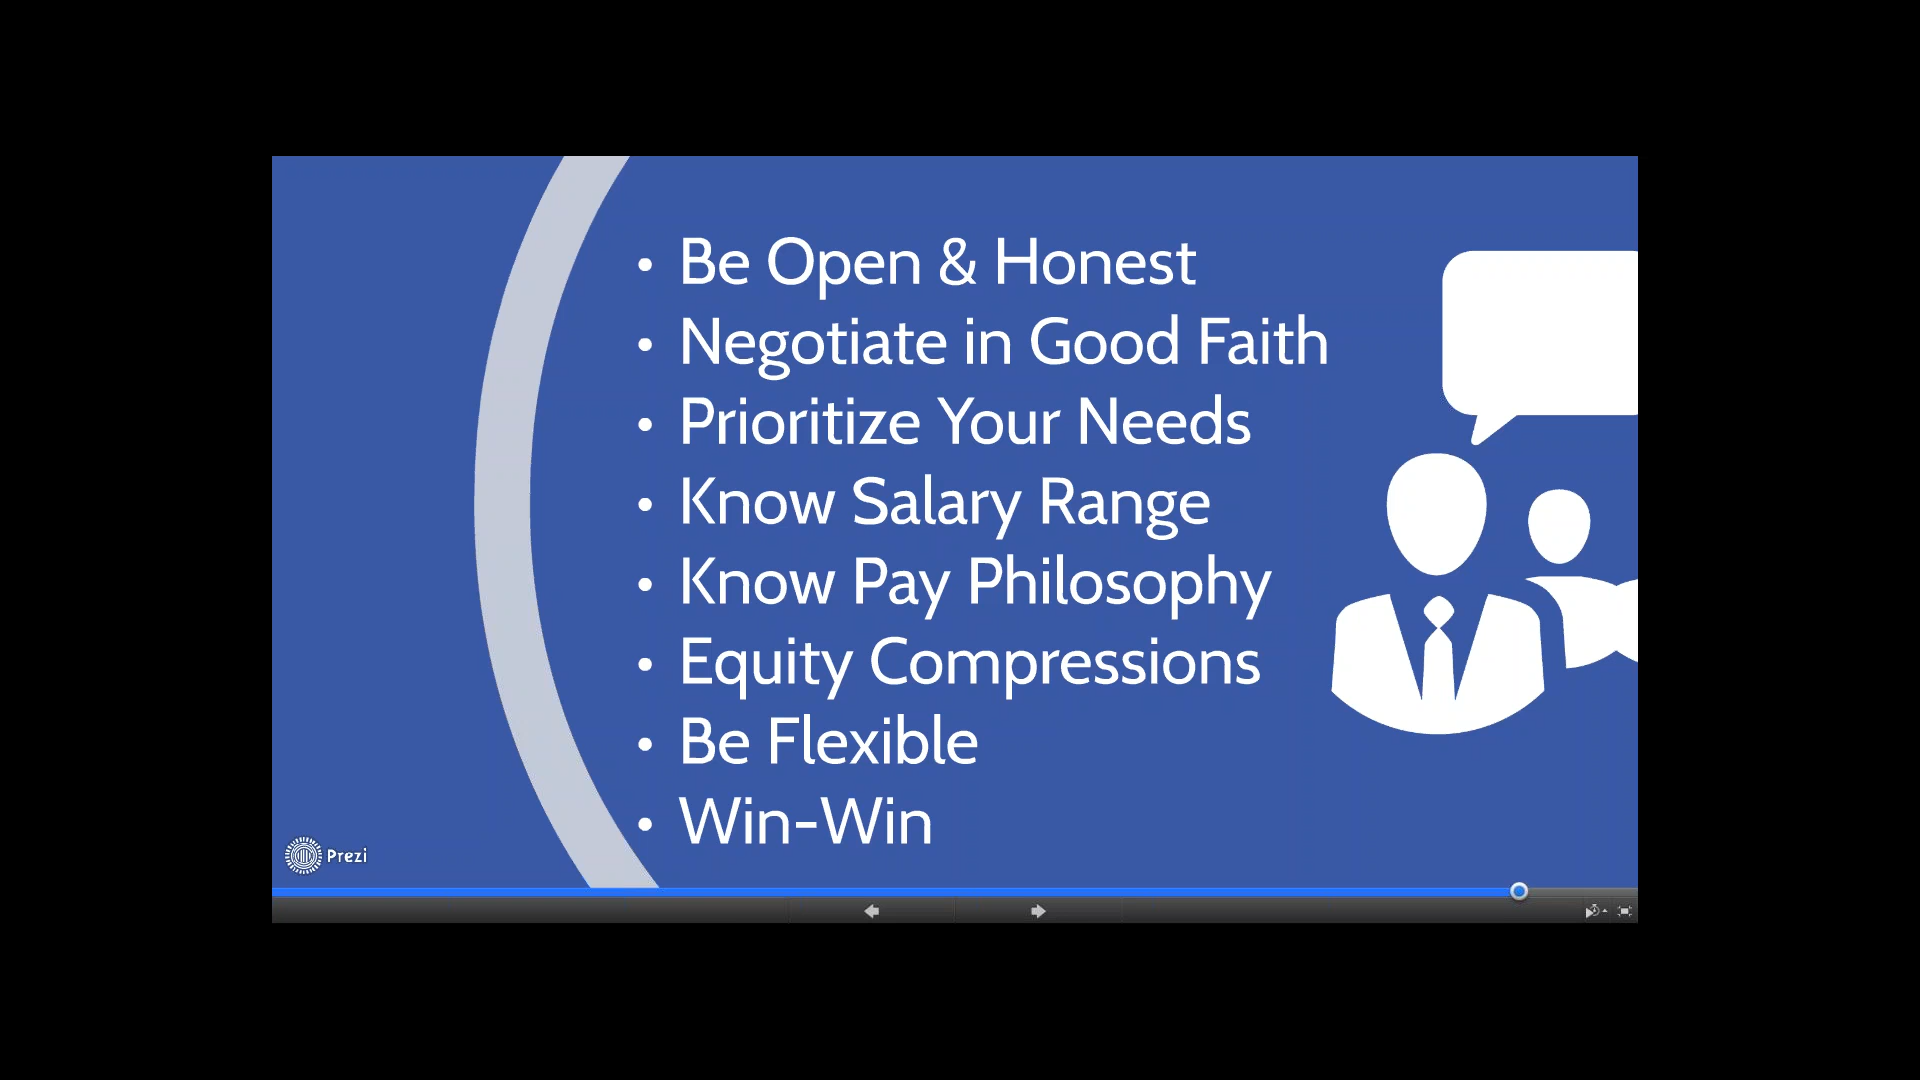 • Be Open & Honest
• Negotiate in Good Faith
• Prioritize Your Needs
• Know Salary Range
• Know Pay Philosophy
• Equity Compressions
• Be Flexible
• Win-Win
Prezi